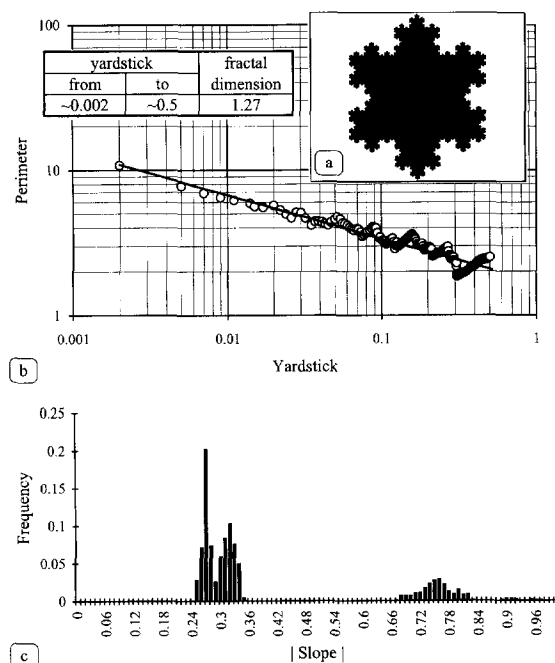 100
yardstick fractal
from to dimension
~0.002 ~0.5 1.27
a
Perimeter
10
1
0.001 0.01 0.1 1
Yardstick
b
0.25
0.2
0.15
0.1
0.05
0
Frequency
0 0.06 0.12 0.18 0.24 0.3 0.36 0.42 0.48 0.54 0.6 0.66 0.72 0.78 0.84 0.9 0.96
| Slope |
c